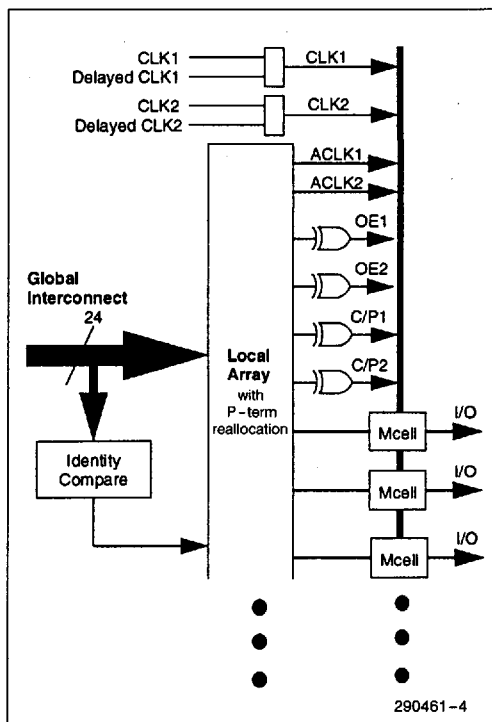 CLK1
Delayed CLK1
CLK1
CLK2
Delayed CLK2
CLK2
ACLK1
ACLK2
OE1
OE2
C/P1
C/P2
Global
Interconnect
24
Local
Array
with
P-term
reallocation
Identity
Compare
Mcell
I/O
Mcell
I/O
Mcell
I/O
290461-4